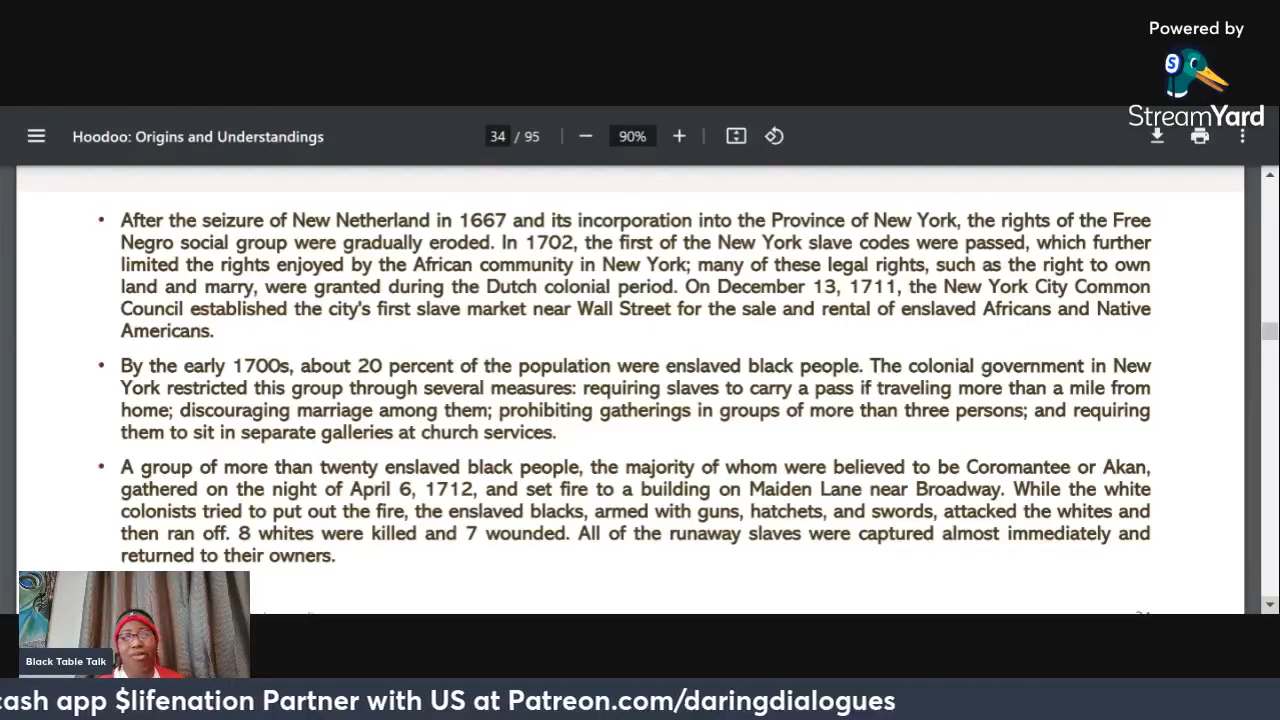 Powered by
StreamYard
Hoodoo: Origins and Understandings
34 / 95
90%
• After the seizure of New Netherland in 1667 and its incorporation into the Province of New York, the rights of the Free
Negro social group were gradually eroded. In 1702, the first of the New York slave codes were passed, which further
limited the rights enjoyed by the African community in New York; many of these legal rights, such as the right to own
land and marry, were granted during the Dutch colonial period. On December 13, 1711, the New York City Common
Council established the city's first slave market near Wall Street for the sale and rental of enslaved Africans and Native
Americans.
• By the early 1700s, about 20 percent of the population were enslaved black people. The colonial government in New
York restricted this group through several measures: requiring slaves to carry a pass if traveling more than a mile from
home; discouraging marriage among them; prohibiting gatherings in groups of more than three persons; and requiring
them to sit in separate galleries at church services.
• A group of more than twenty enslaved black people, the majority of whom were believed to be Coromantee or Akan,
gathered on the night of April 6, 1712, and set fire to a building on Maiden Lane near Broadway. While the white
colonists tried to put out the fire, the enslaved blacks, armed with guns, hatchets, and swords, attacked the whites and
then ran off. 8 whites were killed and 7 wounded. All of the runaway slaves were captured almost immediately and
returned to their owners.
Black Table Talk
cash app $lifenation Partner with US at Patreon.com/daringdialogues